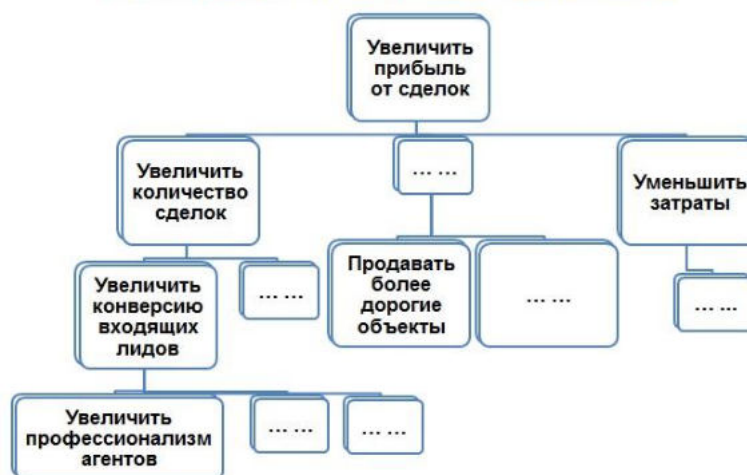 Увеличить
прибыль
от сделок
Увеличить
количество
сделок
... ...
Уменьшить
затраты
Увеличить
конверсию
входящих
лидов
... ...
Продавать
более
дорогие
объекты
... ...
... ...
Увеличить
профессионализм
агентов
... ...
... ...